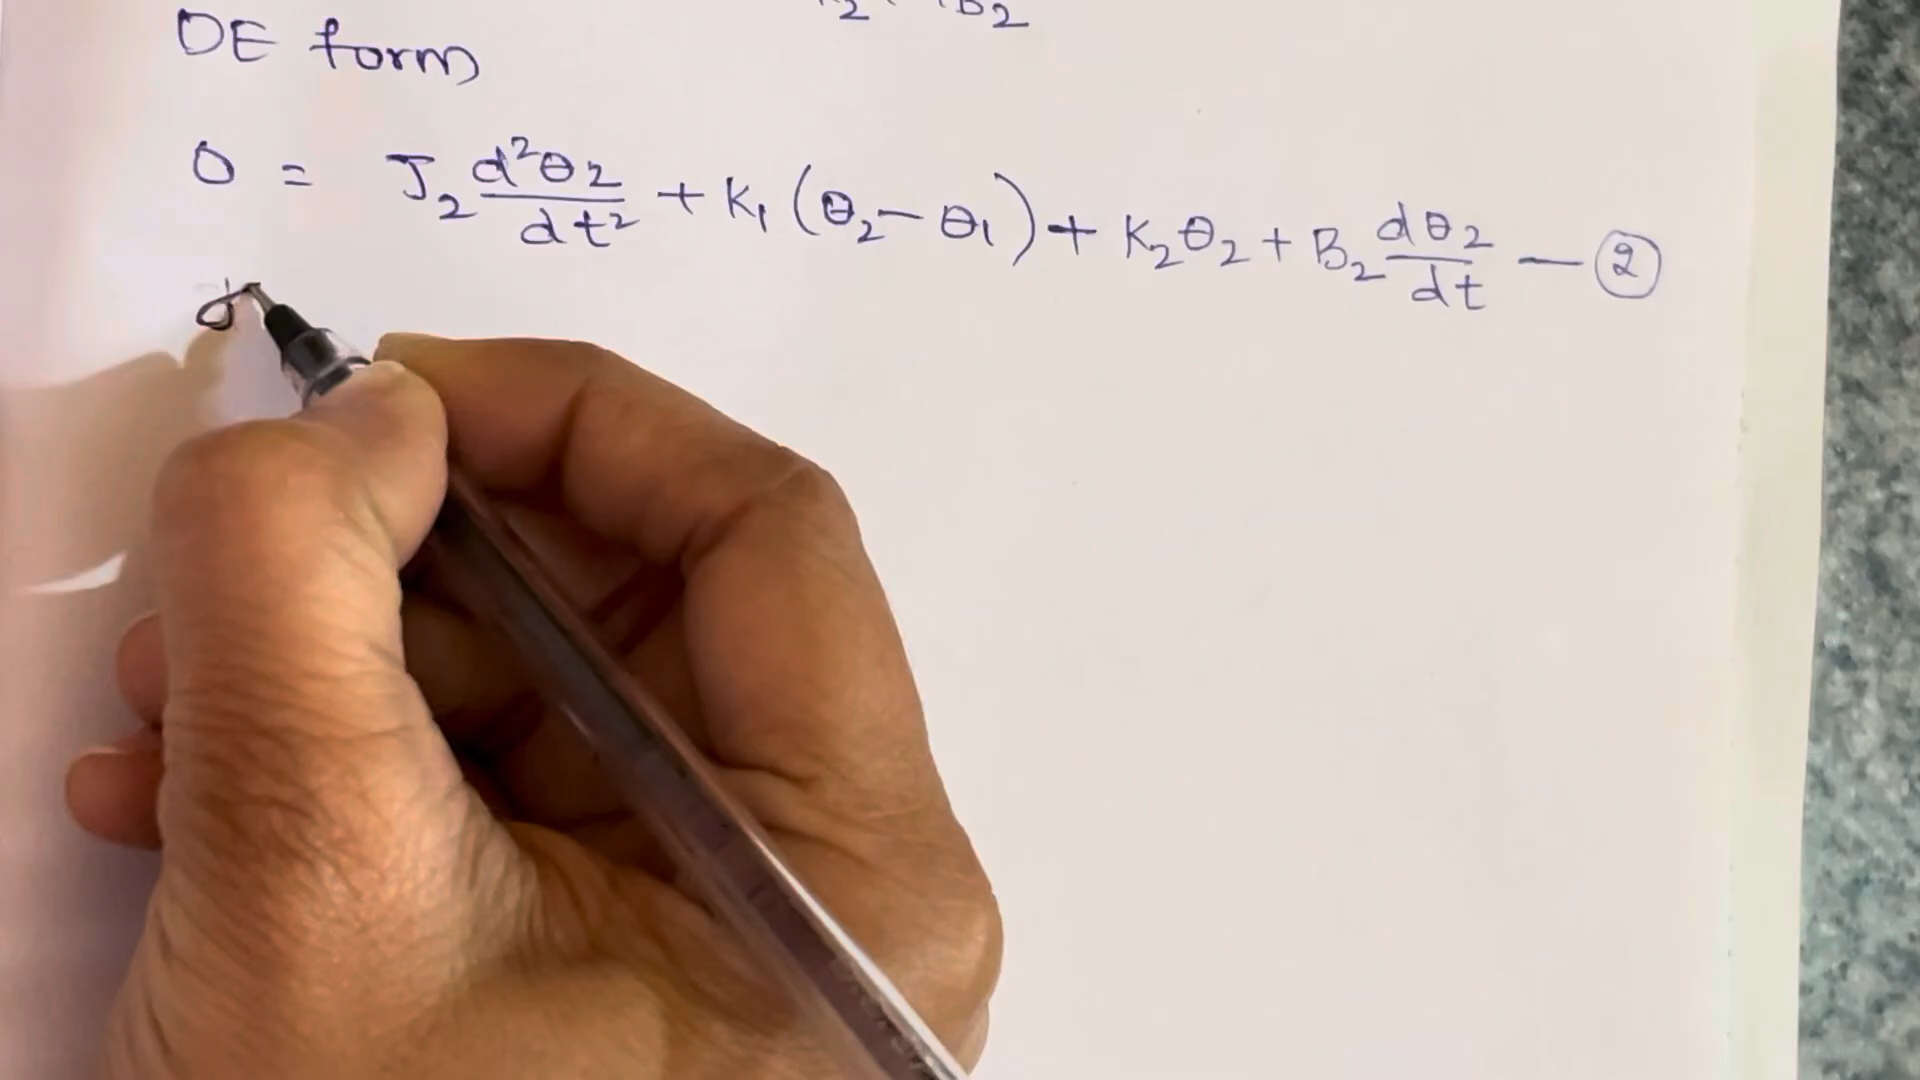 DE form
0 = J₂ d²θ₂/dt² + K₁ (θ₂ − θ₁) + K₂θ₂ + B₂ dθ₂/dt — ②